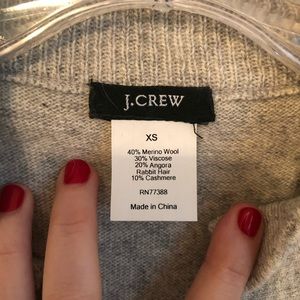 J.CREW
XS
40% Merino Wool
30% Viscose
20% Angora
Rabbit Hair
10% Cashmere
RN77388
Made in China